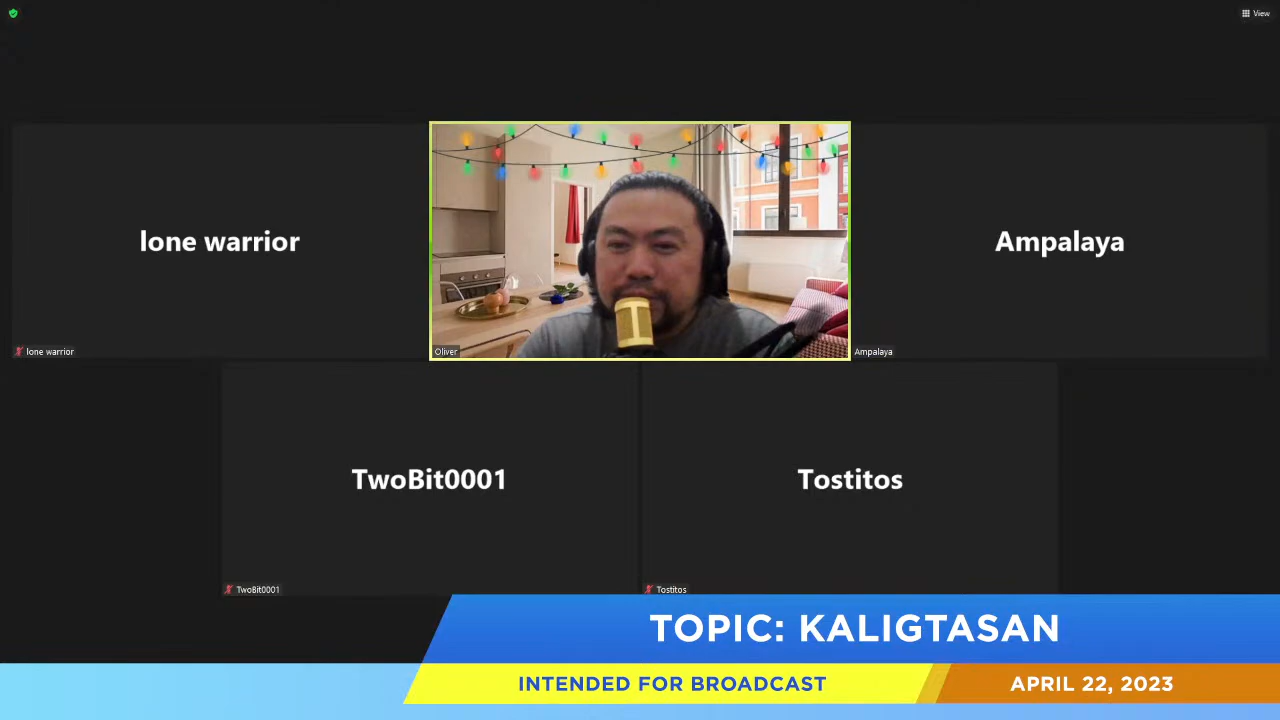 View
lone warrior
Ampalaya
lone warrior
Oliver
Ampalaya
TwoBit0001
Tostitos
TwoBit0001
Tostitos
TOPIC: KALIGTASAN
INTENDED FOR BROADCAST
APRIL 22, 2023